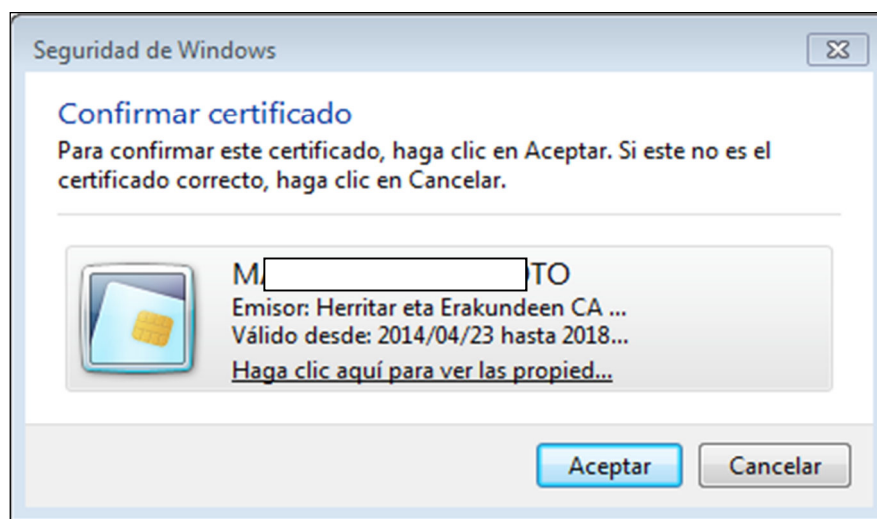 Seguridad de Windows
Confirmar certificado
Para confirmar este certificado, haga clic en Aceptar. Si este no es el
certificado correcto, haga clic en Cancelar.
Emisor: Herritar eta Erakundeen CA ...
Válido desde: 2014/04/23 hasta 2018...
Haga clic aquí para ver las propied...
Aceptar Cancelar